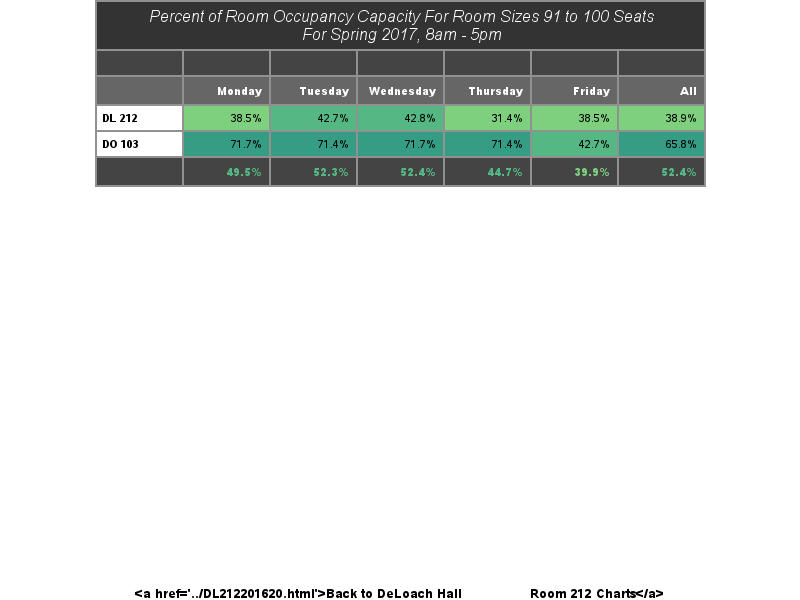 Percent of Room Occupancy Capacity For Room Sizes 91 to 100 Seats
For Spring 2017, 8am - 5pm
Monday Tuesday Wednesday Thursday Friday All
DL 212 38.5% 42.7% 42.8% 31.4% 38.5% 38.9%
DO 103 71.7% 71.4% 71.7% 71.4% 42.7% 65.8%
49.5% 52.3% 52.4% 44.7% 39.9% 52.4%
<a href='../DL212201620.html'>Back to DeLoach Hall Room 212 Charts</a>